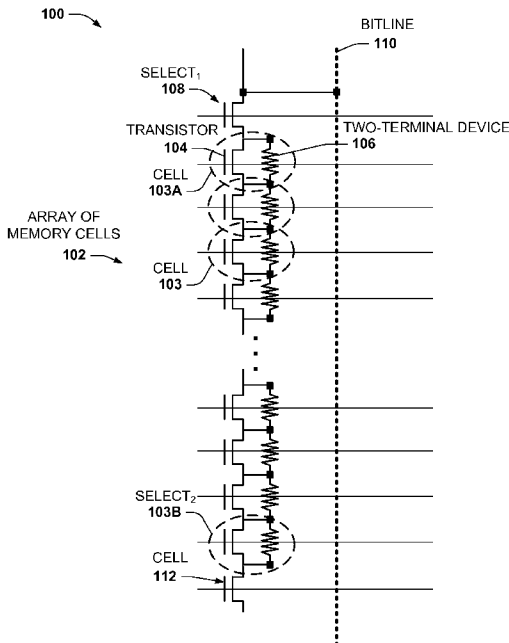 100
BITLINE
110
SELECT1
108
TRANSISTOR
104
TWO-TERMINAL DEVICE
106
CELL
103A
ARRAY OF
MEMORY CELLS
102
CELL
103
SELECT2
103B
CELL
112